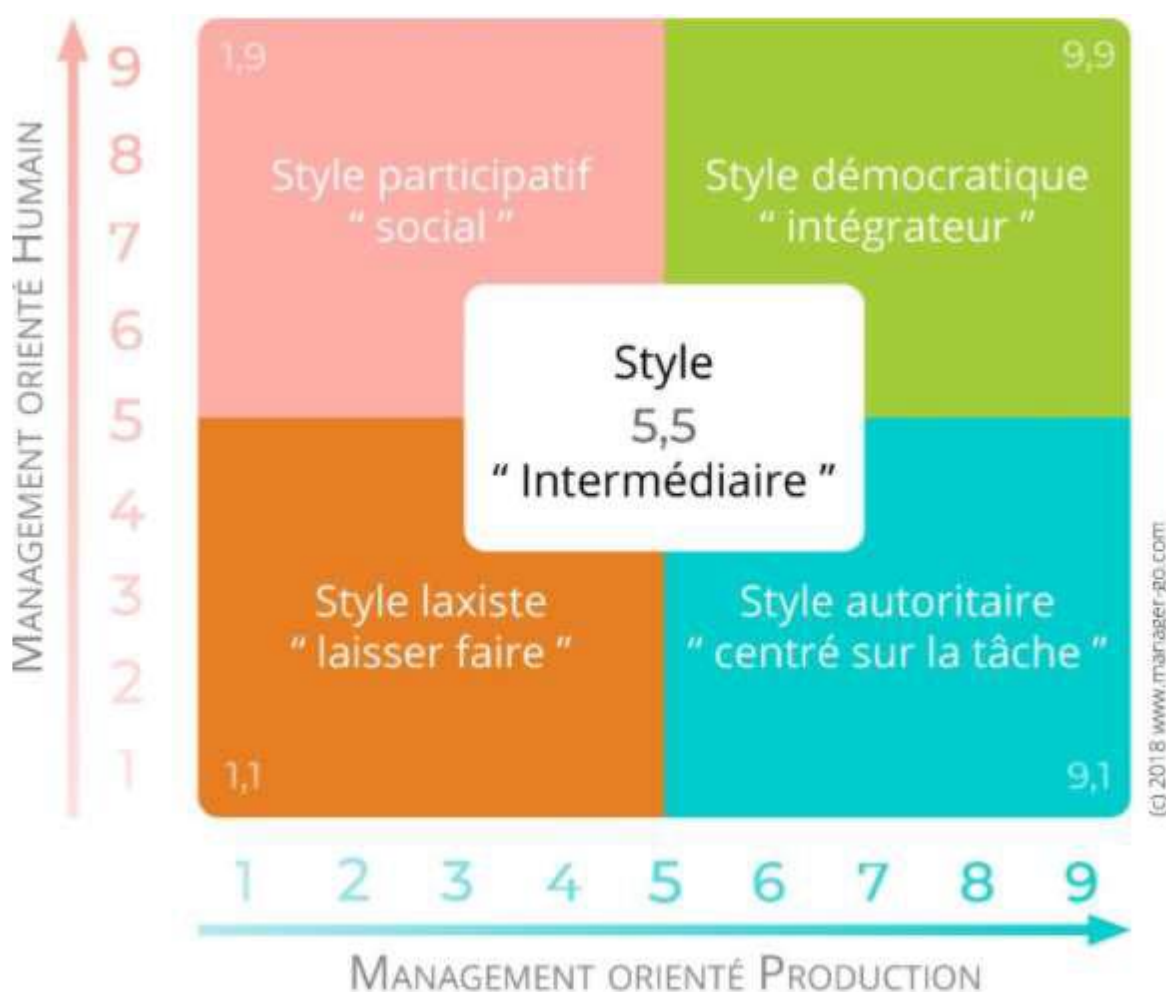 MANAGEMENT ORIENTÉ HUMAIN
9
8
7
6
5
4
3
2
1
1,9
Style participatif
“ social ”
9,9
Style démocratique
“ intégrateur ”
Style
5,5
“ Intermédiaire ”
Style laxiste
“ laisser faire ”
1,1
Style autoritaire
“ centré sur la tâche ”
9,1
1 2 3 4 5 6 7 8 9
MANAGEMENT ORIENTÉ PRODUCTION
(c) 2018 www.manager-go.com